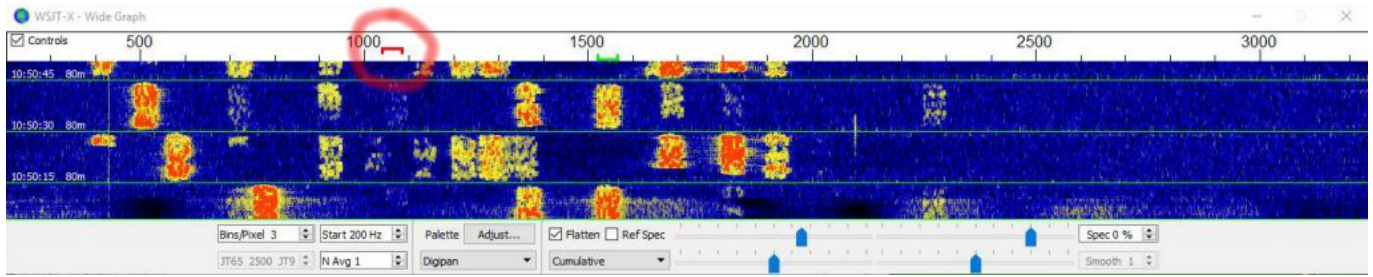 WSJT-X - Wide Graph
Controls 500 1000 1500 2000 2500 3000
10:50:45 80m
10:50:30 80m
10:50:15 80m
Bins/Pixel 3 Start 200 Hz Palette Adjust... Flatten Ref Spec Spec 0 %
JT65 2500 JT9 N Avg 1 Digipan Cumulative Smooth 1